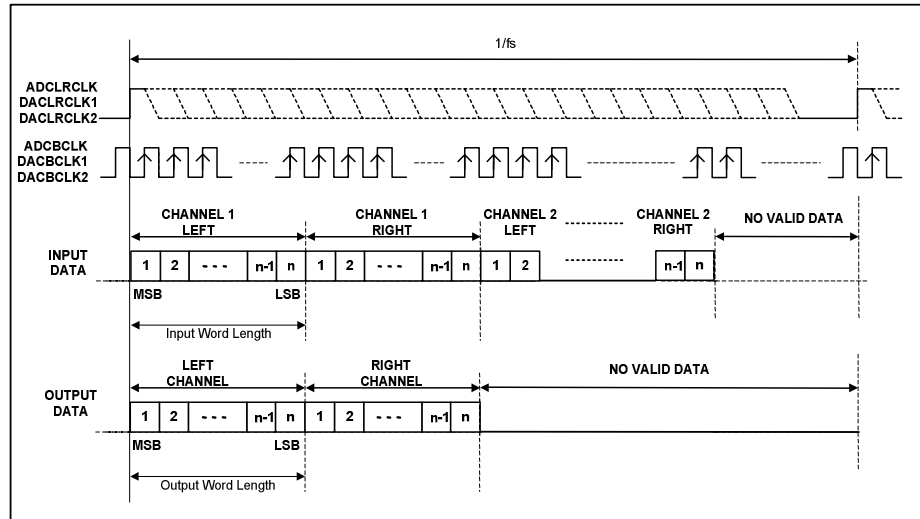 1/fs
ADCLRCLK
DACLRCLK1
DACLRCLK2
ADCBCLK
DACBCLK1
DACBCLK2
CHANNEL 1 LEFT
CHANNEL 1 RIGHT
CHANNEL 2 LEFT
CHANNEL 2 RIGHT
NO VALID DATA
INPUT DATA
1 2 - - - n-1 n 1 2 - - - n-1 n 1 2 n-1 n
MSB LSB
Input Word Length
LEFT CHANNEL
RIGHT CHANNEL
NO VALID DATA
OUTPUT DATA
1 2 - - - n-1 n 1 2 - - - n-1 n
MSB LSB
Output Word Length